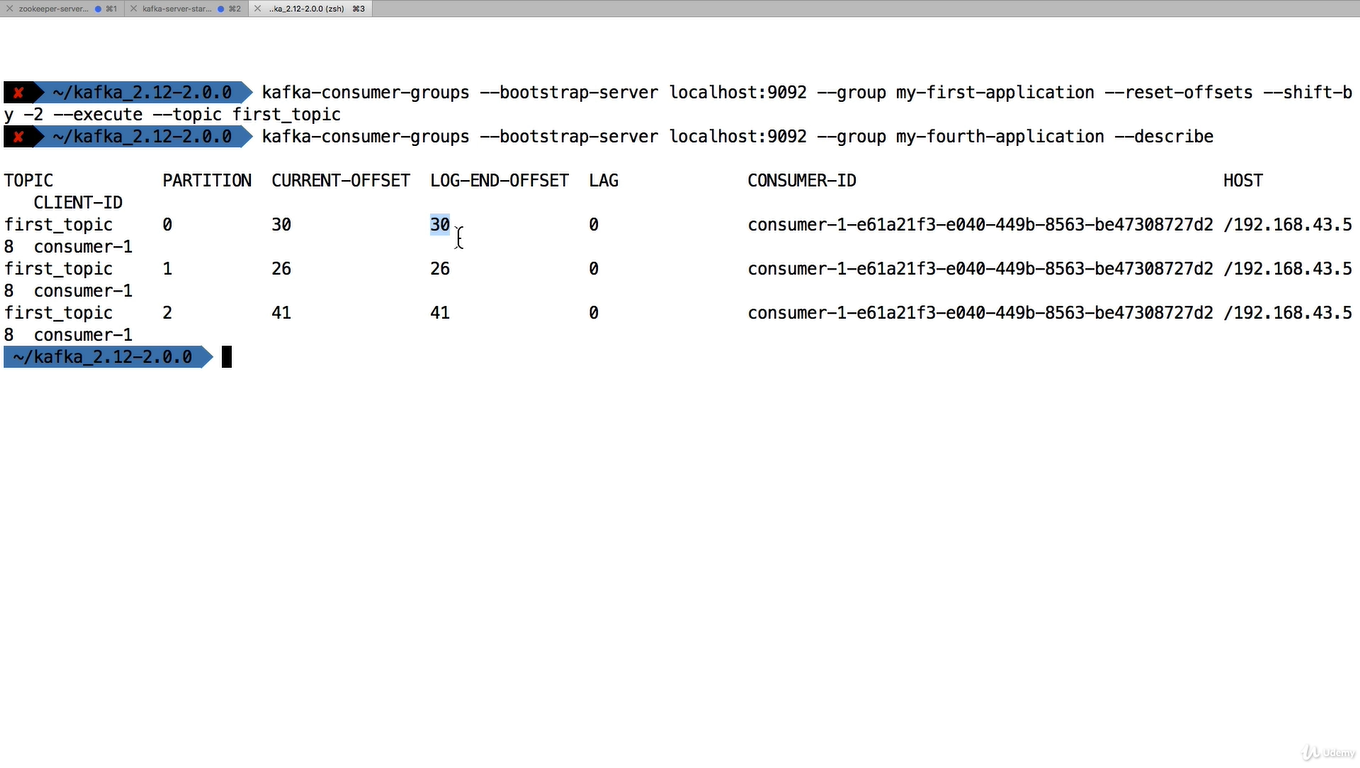 zookeeper-server... ⌘1 kafka-server-star... ⌘2 ..ka_2.12-2.0.0 (zsh) ⌘3
✘ ~/kafka_2.12-2.0.0 kafka-consumer-groups --bootstrap-server localhost:9092 --group my-first-application --reset-offsets --shift-b
y -2 --execute --topic first_topic
✘ ~/kafka_2.12-2.0.0 kafka-consumer-groups --bootstrap-server localhost:9092 --group my-fourth-application --describe
TOPIC PARTITION CURRENT-OFFSET LOG-END-OFFSET LAG CONSUMER-ID HOST
CLIENT-ID
first_topic 0 30 30 0 consumer-1-e61a21f3-e040-449b-8563-be47308727d2 /192.168.43.5
8 consumer-1
first_topic 1 26 26 0 consumer-1-e61a21f3-e040-449b-8563-be47308727d2 /192.168.43.5
8 consumer-1
first_topic 2 41 41 0 consumer-1-e61a21f3-e040-449b-8563-be47308727d2 /192.168.43.5
8 consumer-1
~/kafka_2.12-2.0.0
Udemy